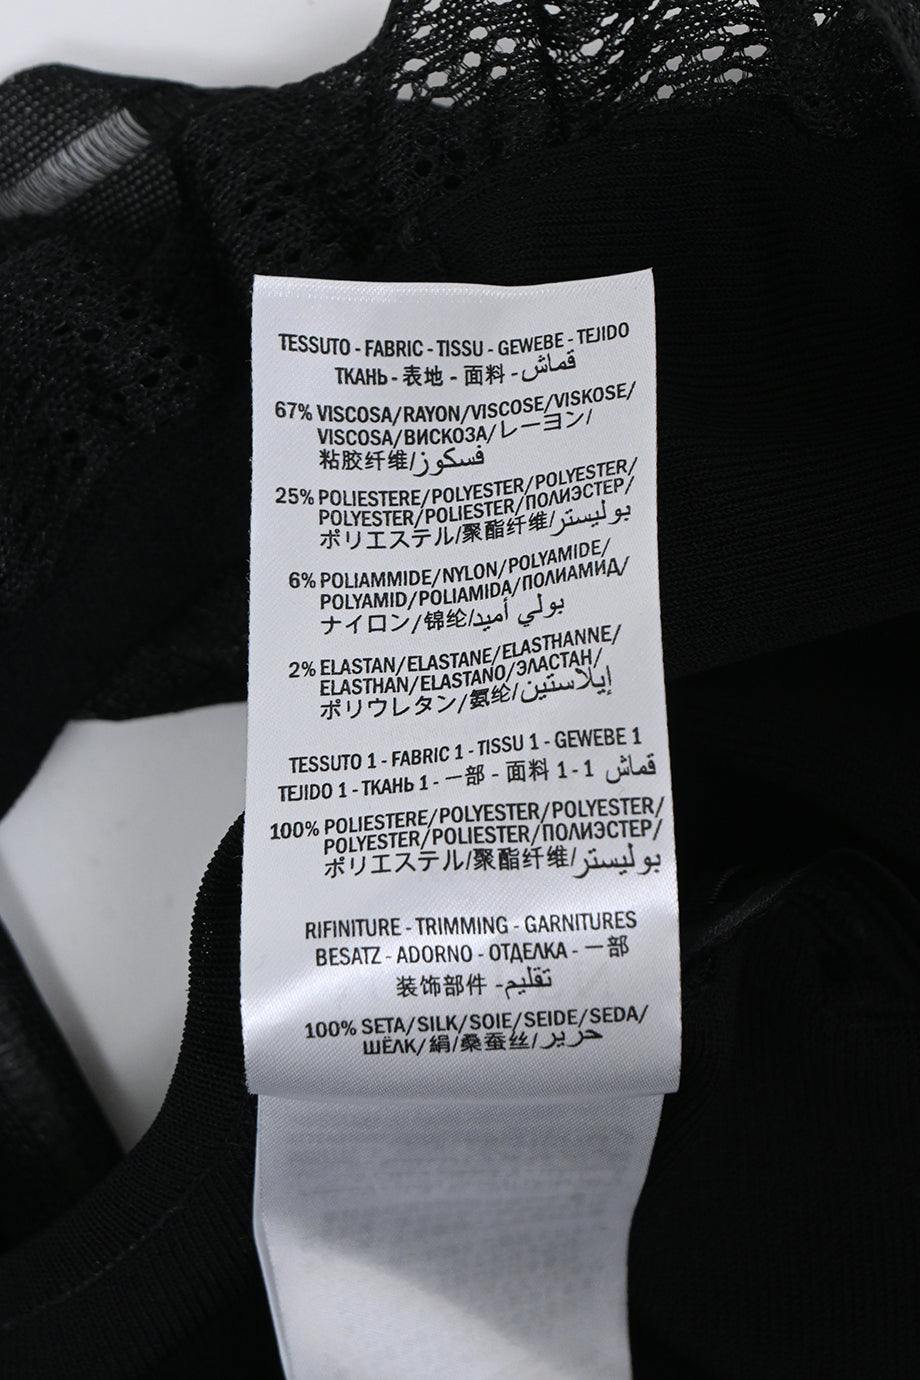 TESSUTO - FABRIC - TISSU - GEWEBE - TEJIDO
ТКАНЬ - 表地 - 面料 - قماش
67% VISCOSA/RAYON/VISCOSE/VISKOSE/
VISCOSA/ВИСКОЗА/レーヨン/
粘胶纤维/فسكوز
25% POLIESTERE/POLYESTER/POLYESTER/
POLYESTER/POLIESTER/ПОЛИЭСТЕР/
ポリエステル/聚酯纤维/بوليستر
6% POLIAMMIDE/NYLON/POLYAMIDE/
POLYAMID/POLIAMIDA/ПОЛИАМИД/
ナイロン/锦纶/بولي أميد
2% ELASTAN/ELASTANE/ELASTHANNE/
ELASTHAN/ELASTANO/ЭЛАСТАН/
ポリウレタン/氨纶/إيلاستين
TESSUTO 1 - FABRIC 1 - TISSU 1 - GEWEBE 1
TEJIDO 1 - ТКАНЬ 1 - 一部 - 面料 1 - 1 قماش
100% POLIESTERE/POLYESTER/POLYESTER/
POLYESTER/POLIESTER/ПОЛИЭСТЕР/
ポリエステル/聚酯纤维/بوليستر
RIFINITURE - TRIMMING - GARNITURES
BESATZ - ADORNO - ОТДЕЛКА - 一部
装饰部件 - تقليم
100% SETA/SILK/SOIE/SEIDE/SEDA/
ШЁЛК/絹/桑蚕丝/حرير